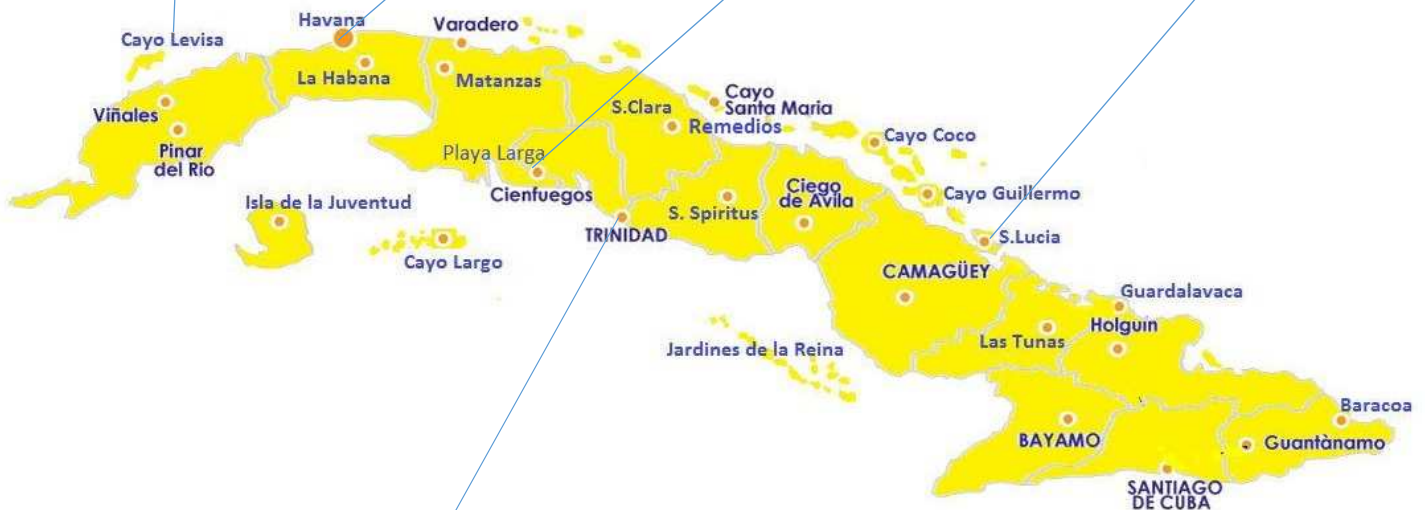 Havana
Varadero
Cayo Levisa
La Habana
Matanzas
Cayo
Santa Maria
S.Clara
Viñales
Remedios
Cayo Coco
Pinar
del Rio
Playa Larga
Cienfuegos
Ciego
de Avila
Cayo Guillermo
Isla de la Juventud
S. Spiritus
TRINIDAD
S.Lucia
Cayo Largo
CAMAGÜEY
Guardalavaca
Holguin
Las Tunas
Jardines de la Reina
Baracoa
BAYAMO
Guantànamo
SANTIAGO
DE CUBA